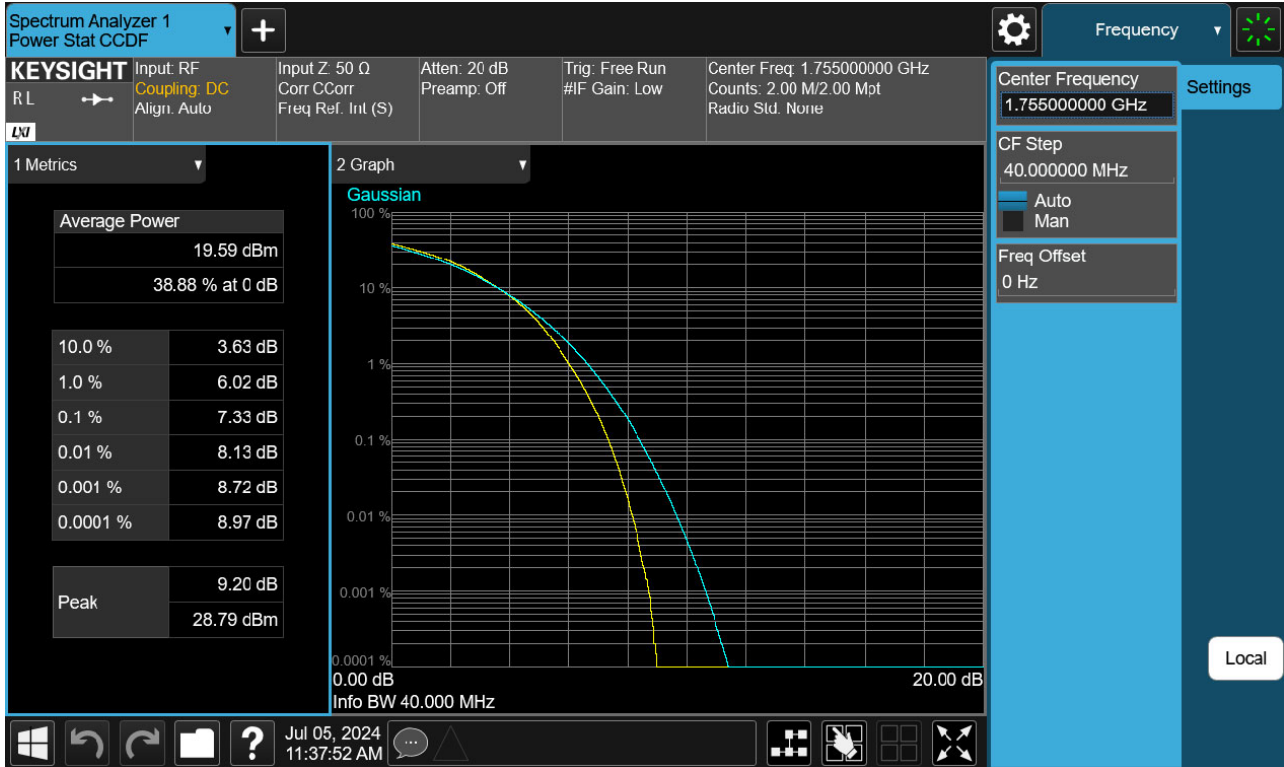 Spectrum Analyzer 1
Power Stat CCDF
+
Frequency
KEYSIGHT
R L
LXI
Input: RF
Coupling: DC
Align: Auto
Input Z: 50 Ω
Corr CCorr
Freq Ref: Int (S)
Atten: 20 dB
Preamp: Off
Trig: Free Run
#IF Gain: Low
Center Freq: 1.755000000 GHz
Counts: 2.00 M/2.00 Mpt
Radio Std: None
Center Frequency
1.755000000 GHz
Settings
CF Step
40.000000 MHz
Auto
Man
Freq Offset
0 Hz
1 Metrics
Average Power
19.59 dBm
38.88 % at 0 dB
10.0 % 3.63 dB
1.0 % 6.02 dB
0.1 % 7.33 dB
0.01 % 8.13 dB
0.001 % 8.72 dB
0.0001 % 8.97 dB
Peak
9.20 dB
28.79 dBm
2 Graph
Gaussian
100 %
10 %
1 %
0.1 %
0.01 %
0.001 %
0.0001 %
0.00 dB 20.00 dB
Info BW 40.000 MHz
Local
?
Jul 05, 2024
11:37:52 AM